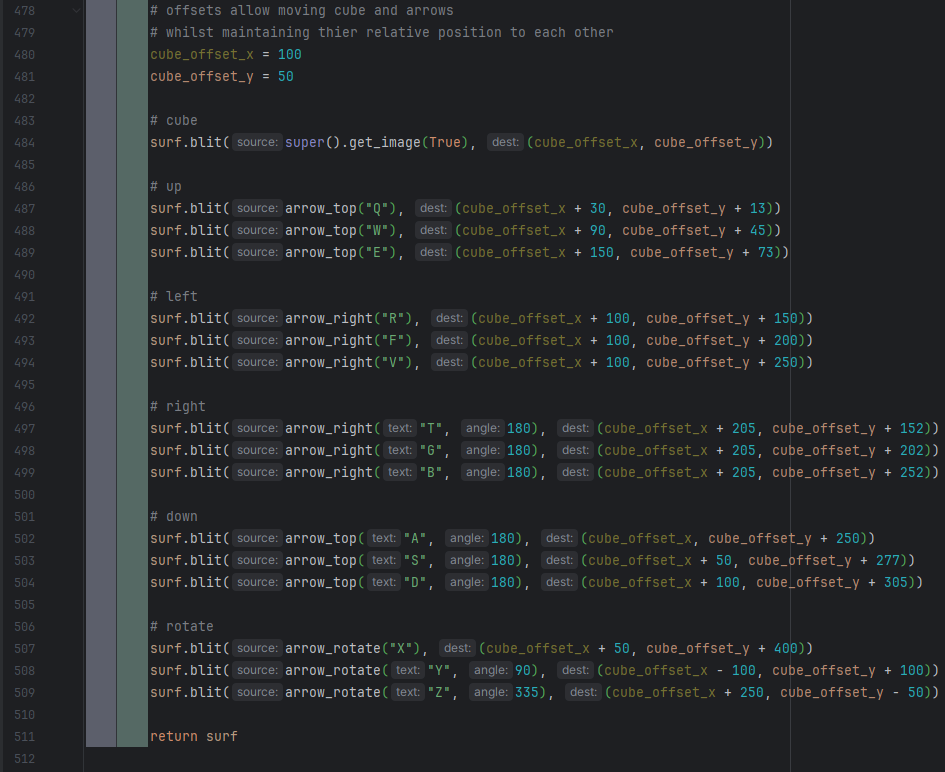 478 # offsets allow moving cube and arrows
479 # whilst maintaining thier relative position to each other
480 cube_offset_x = 100
481 cube_offset_y = 50
482
483 # cube
484 surf.blit( source: super().get_image(True), dest: (cube_offset_x, cube_offset_y))
485
486 # up
487 surf.blit( source: arrow_top("Q"), dest: (cube_offset_x + 30, cube_offset_y + 13))
488 surf.blit( source: arrow_top("W"), dest: (cube_offset_x + 90, cube_offset_y + 45))
489 surf.blit( source: arrow_top("E"), dest: (cube_offset_x + 150, cube_offset_y + 73))
490
491 # left
492 surf.blit( source: arrow_right("R"), dest: (cube_offset_x + 100, cube_offset_y + 150))
493 surf.blit( source: arrow_right("F"), dest: (cube_offset_x + 100, cube_offset_y + 200))
494 surf.blit( source: arrow_right("V"), dest: (cube_offset_x + 100, cube_offset_y + 250))
495
496 # right
497 surf.blit( source: arrow_right( text: "T", angle: 180), dest: (cube_offset_x + 205, cube_offset_y + 152))
498 surf.blit( source: arrow_right( text: "G", angle: 180), dest: (cube_offset_x + 205, cube_offset_y + 202))
499 surf.blit( source: arrow_right( text: "B", angle: 180), dest: (cube_offset_x + 205, cube_offset_y + 252))
500
501 # down
502 surf.blit( source: arrow_top( text: "A", angle: 180), dest: (cube_offset_x, cube_offset_y + 250))
503 surf.blit( source: arrow_top( text: "S", angle: 180), dest: (cube_offset_x + 50, cube_offset_y + 277))
504 surf.blit( source: arrow_top( text: "D", angle: 180), dest: (cube_offset_x + 100, cube_offset_y + 305))
505
506 # rotate
507 surf.blit( source: arrow_rotate("X"), dest: (cube_offset_x + 50, cube_offset_y + 400))
508 surf.blit( source: arrow_rotate( text: "Y", angle: 90), dest: (cube_offset_x - 100, cube_offset_y + 100))
509 surf.blit( source: arrow_rotate( text: "Z", angle: 335), dest: (cube_offset_x + 250, cube_offset_y - 50))
510
511 return surf
512